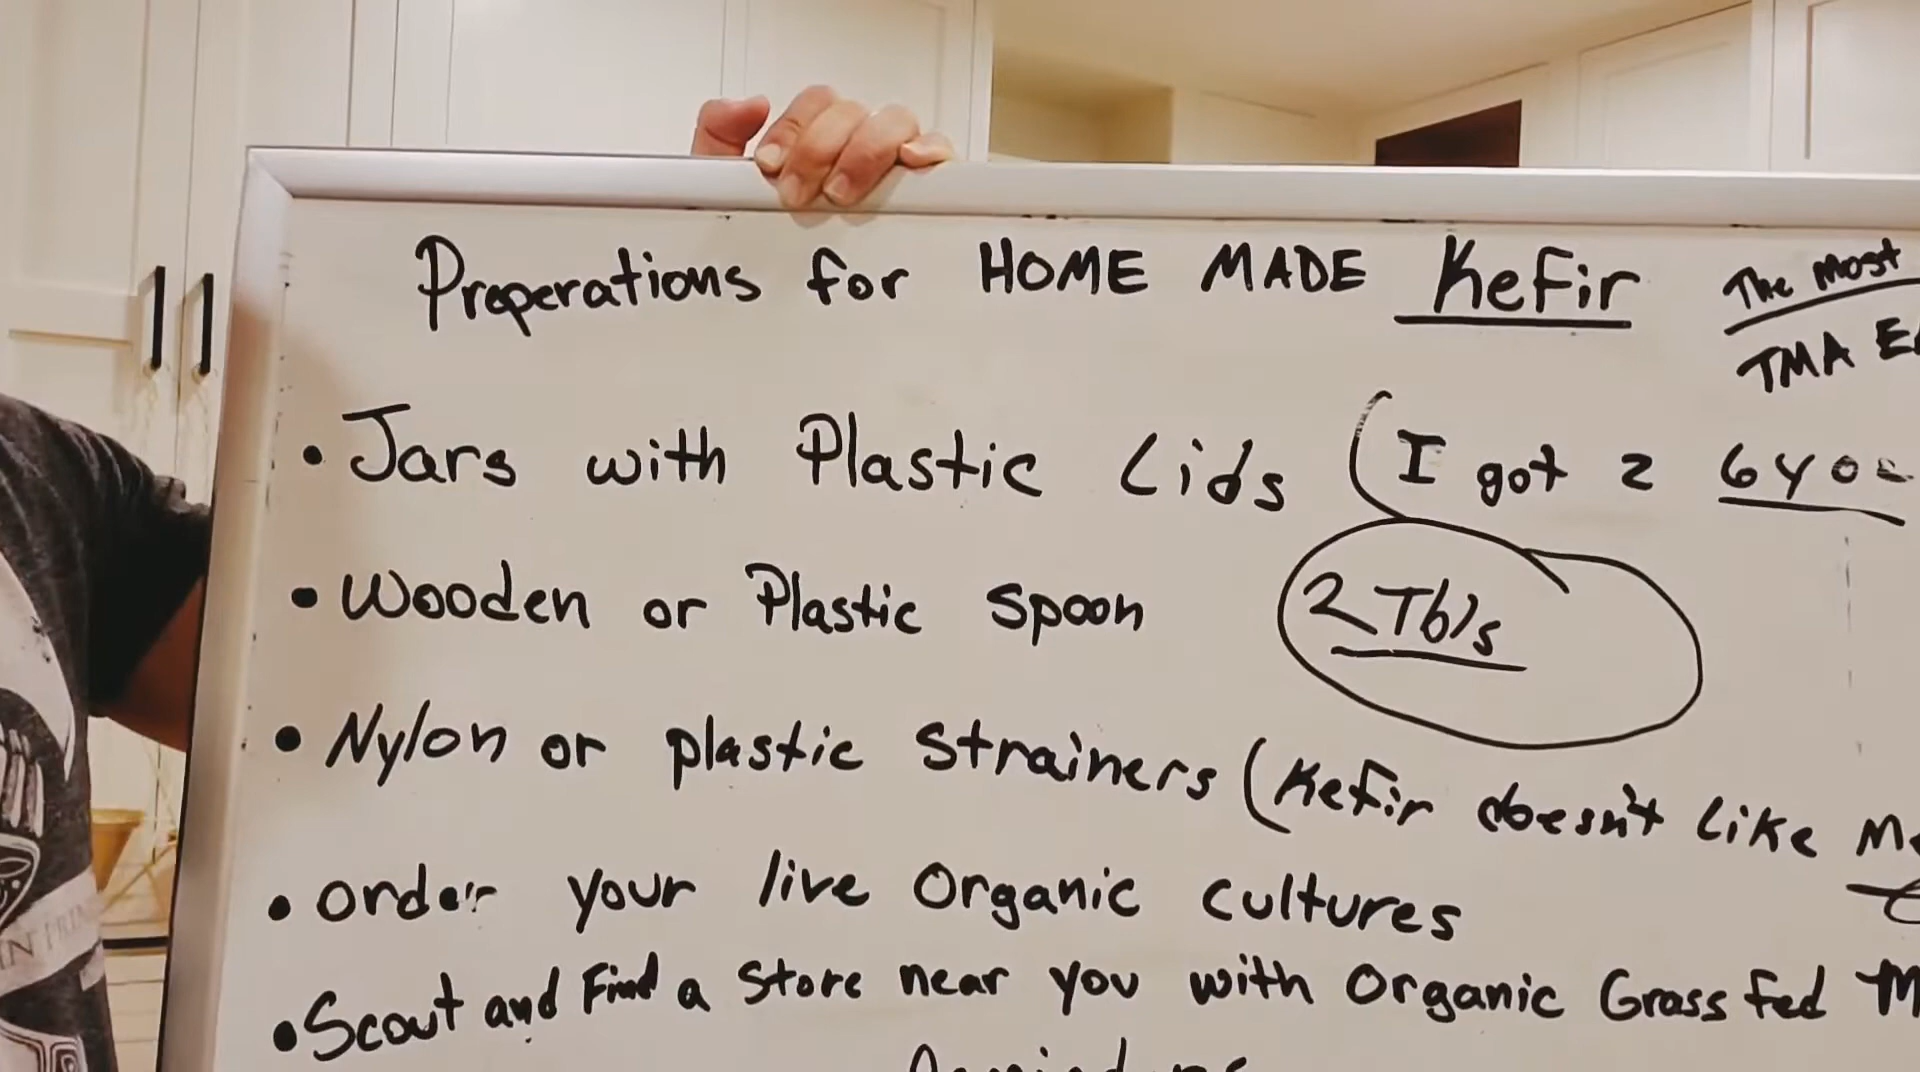 Preperations for HOME MADE Kefir
The most
TMA
• Jars with Plastic Lids (I got 2
• Wooden or Plastic Spoon
2 Tbls
• Nylon or plastic Strainers (Kefir doesn't like
• Order your live Organic cultures
• Scout and Find a Store near you with Organic Grass fed